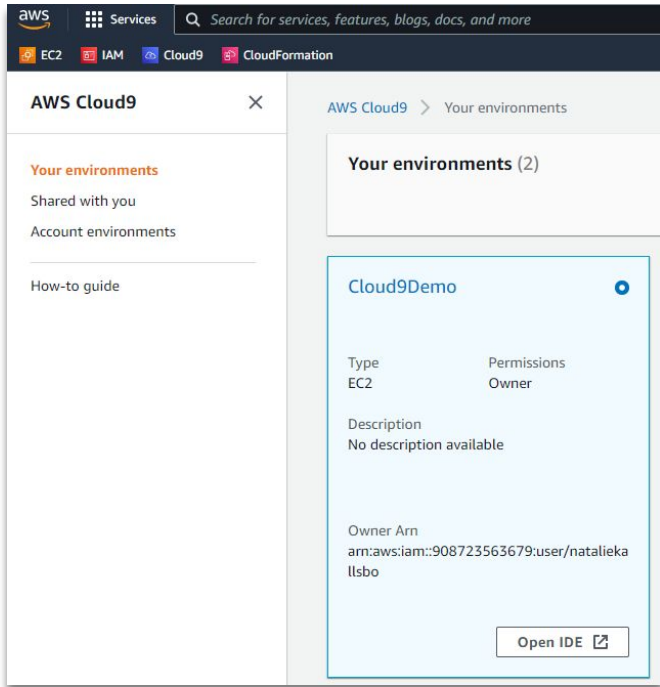 aws Services Search for services, features, blogs, docs, and more
EC2 IAM Cloud9 CloudFormation
AWS Cloud9
Your environments
Shared with you
Account environments
How-to guide
AWS Cloud9 > Your environments
Your environments (2)
Cloud9Demo
Type Permissions
EC2 Owner
Description
No description available
Owner Arn
arn:aws:iam::908723563679:user/natalieka
llsbo
Open IDE